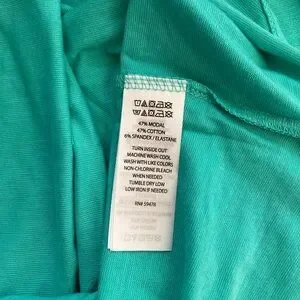 47% MODAL
47% COTTON
6% SPANDEX / ELASTANE
TURN INSIDE OUT
MACHINE WASH COOL
WASH WITH LIKE COLORS
NON-CHLORINE BLEACH
WHEN NEEDED
TUMBLE DRY LOW
LOW IRON IF NEEDED
RN# 59476